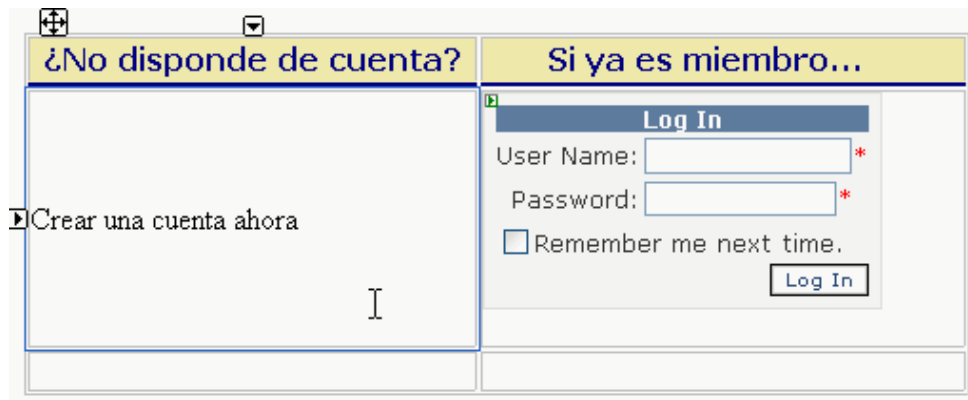 ¿No disponde de cuenta?
Si ya es miembro...
Crear una cuenta ahora
Log In
User Name: *
Password: *
Remember me next time.
Log In